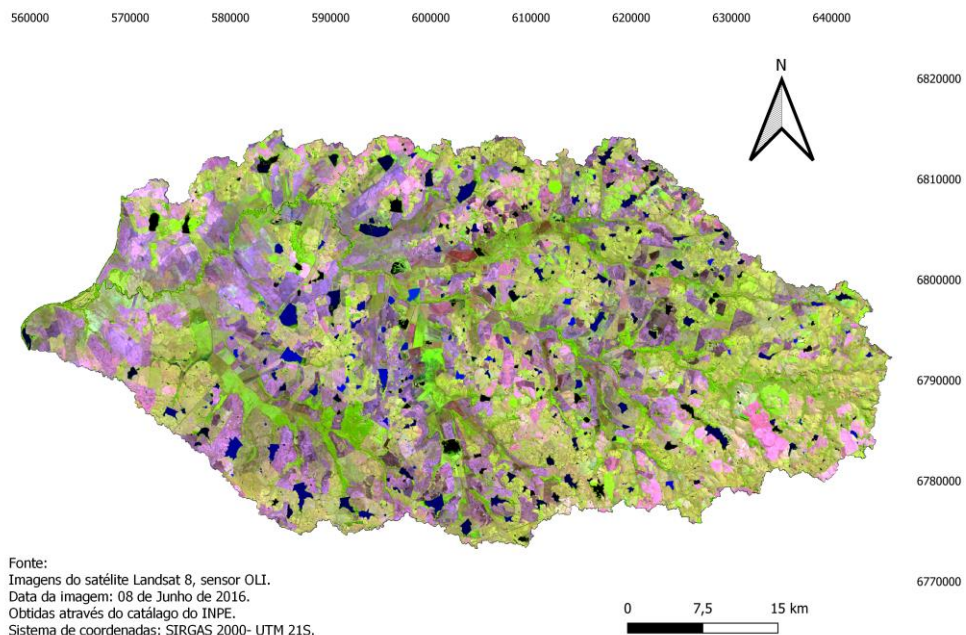 560000 570000 580000 590000 600000 610000 620000 630000 640000
N
6820000
6810000
6800000
6790000
6780000
6770000
Fonte:
Imagens do satélite Landsat 8, sensor OLI.
Data da imagem: 08 de Junho de 2016.
Obtidas através do catálago do INPE.
Sistema de coordenadas: SIRGAS 2000- UTM 21S.
0 7,5 15 km